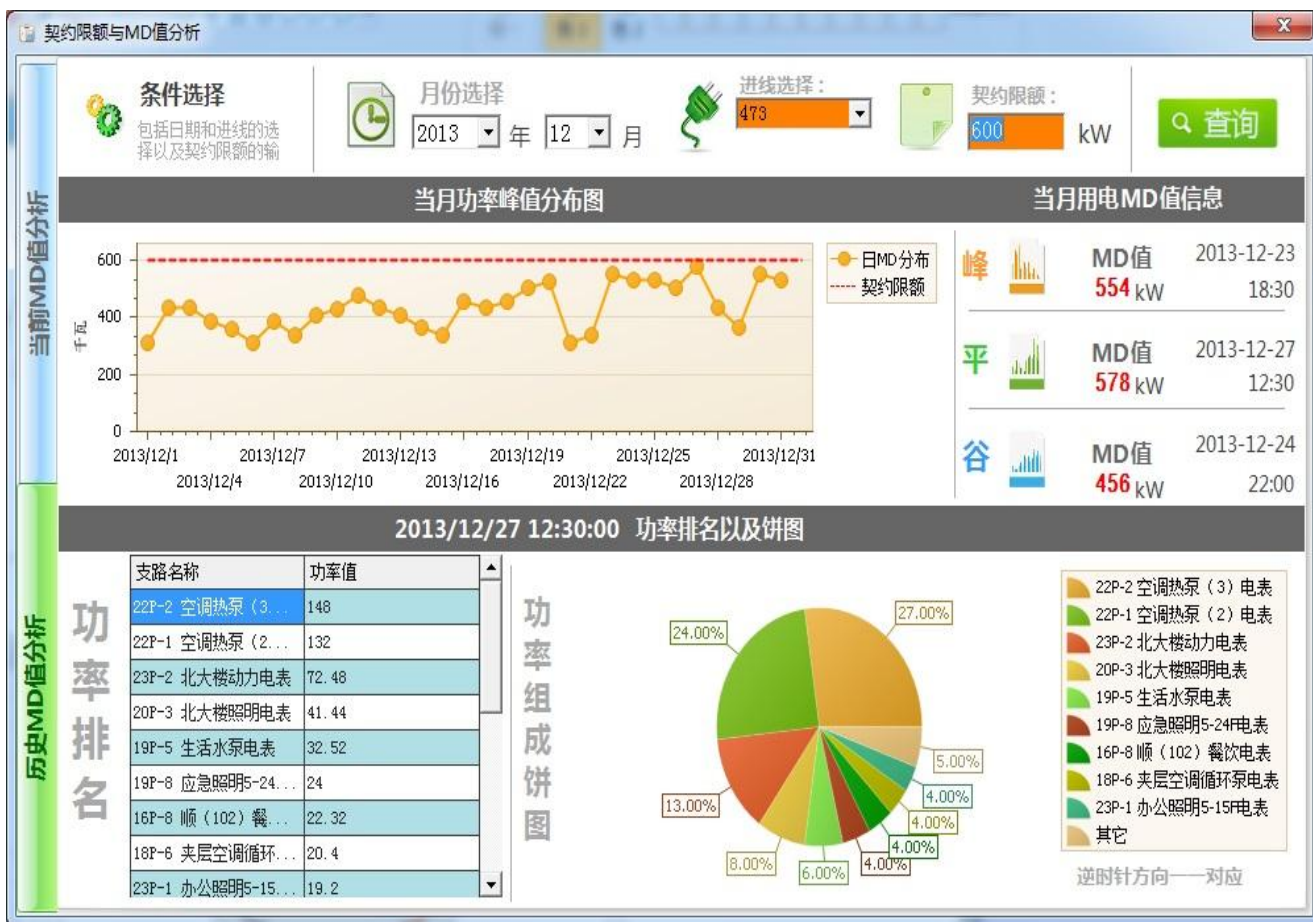 契约限额与MD值分析
x
当前MD值分析
历史MD值分析
条件选择
包括日期和进线的选
择以及契约限额的输
月份选择
2013 年 12 月
进线选择:
473
契约限额:
600 kW
查询
当月功率峰值分布图
当月用电MD值信息
千瓦
600
400
200
0
2013/12/1
2013/12/7
2013/12/13
2013/12/19
2013/12/25
2013/12/31
2013/12/4
2013/12/10
2013/12/16
2013/12/22
2013/12/28
日MD分布
契约限额
峰 MD值 2013-12-23
554 kW 18:30
平 MD值 2013-12-27
578 kW 12:30
谷 MD值 2013-12-24
456 kW 22:00
2013/12/27 12:30:00 功率排名以及饼图
功率排名
支路名称 功率值
22P-2 空调热泵（3... 148
22P-1 空调热泵（2... 132
23P-2 北大楼动力电表 72.48
20P-3 北大楼照明电表 41.44
19P-5 生活水泵电表 32.52
19P-8 应急照明5-24... 24
16P-8 顺（102）餐... 22.32
18P-6 夹层空调循环... 20.4
23P-1 办公照明5-15... 19.2
功率组成饼图
27.00%
24.00%
13.00%
8.00%
6.00%
4.00%
4.00%
4.00%
4.00%
5.00%
22P-2 空调热泵（3）电表
22P-1 空调热泵（2）电表
23P-2 北大楼动力电表
20P-3 北大楼照明电表
19P-5 生活水泵电表
19P-8 应急照明5-24F电表
16P-8 顺（102）餐饮电表
18P-6 夹层空调循环泵电表
23P-1 办公照明5-15F电表
其它
逆时针方向一一对应